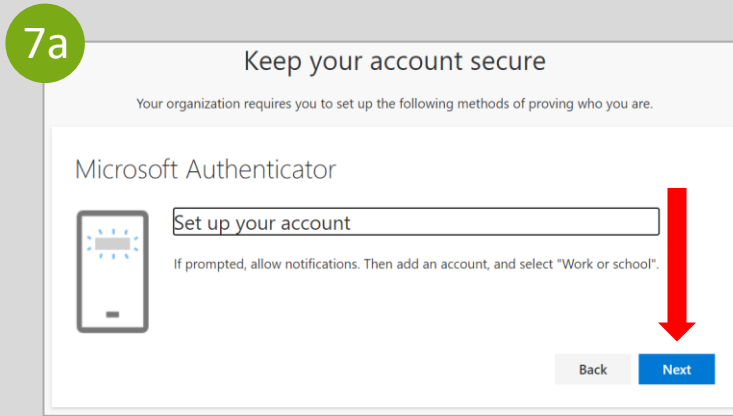 7a
Keep your account secure
Your organization requires you to set up the following methods of proving who you are.
Microsoft Authenticator
Set up your account
If prompted, allow notifications. Then add an account, and select "Work or school".
Back
Next